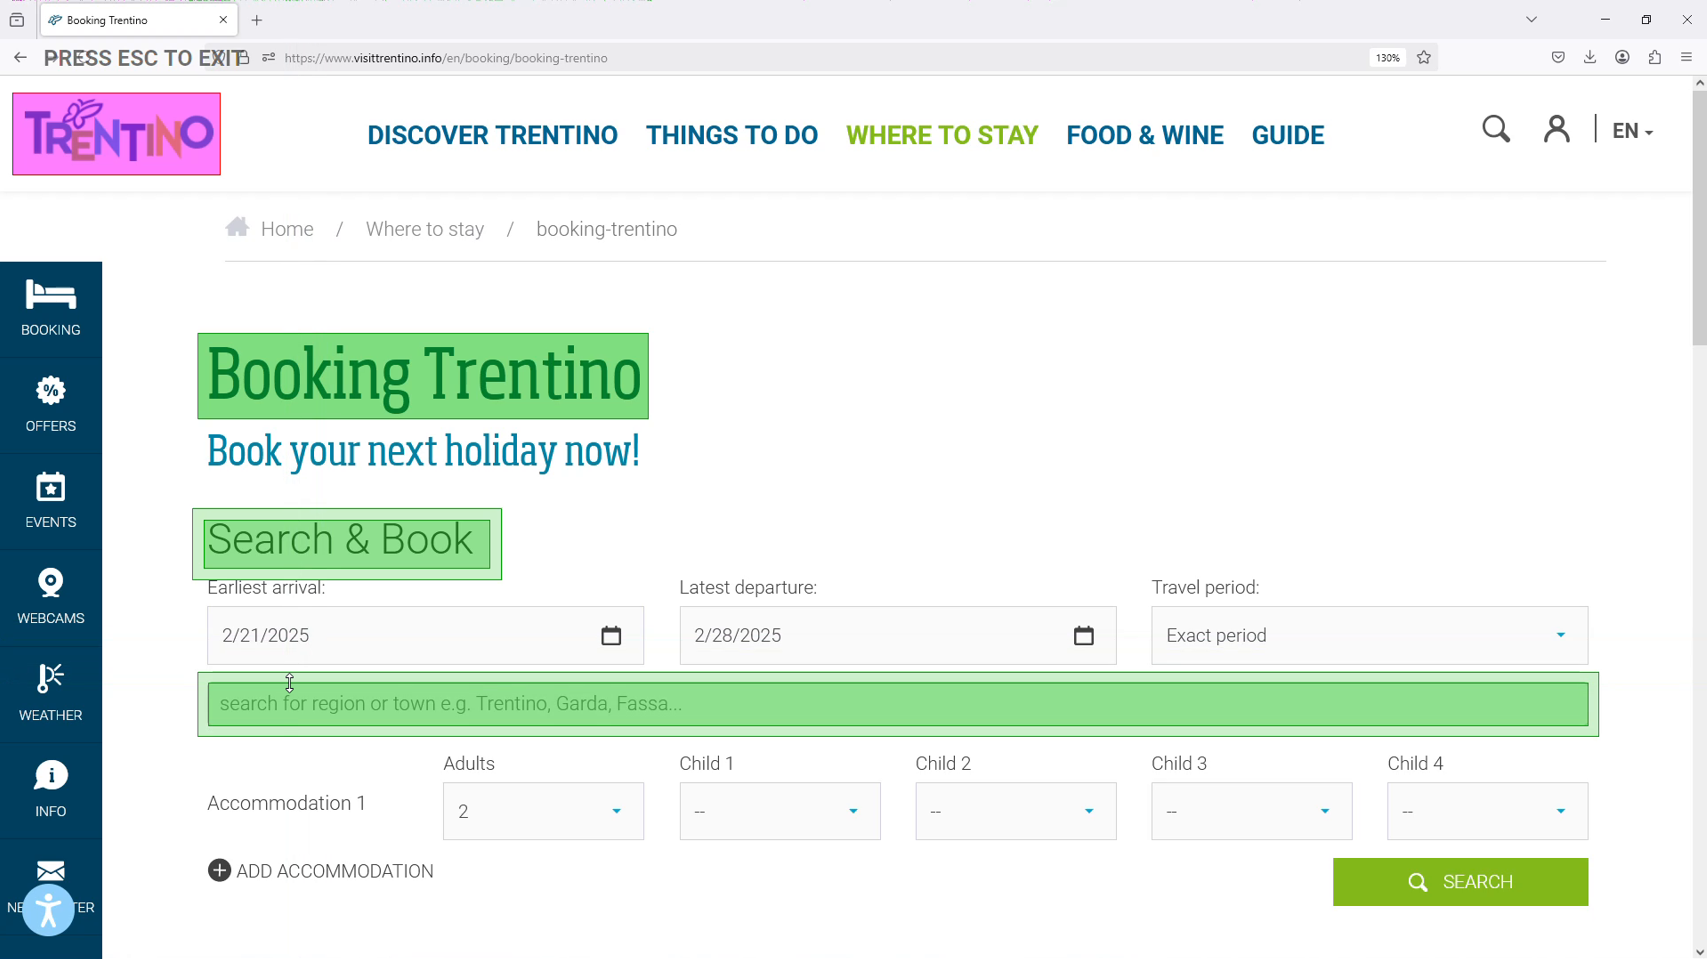 Booking Trentino
PRESS ESC TO EXIT
https://www.visittrentino.info/en/booking/booking-trentino
130%
TRENTINO
DISCOVER TRENTINO THINGS TO DO WHERE TO STAY FOOD & WINE GUIDE
EN
Home / Where to stay / booking-trentino
BOOKING
OFFERS
EVENTS
WEBCAMS
WEATHER
INFO
Booking Trentino
Book your next holiday now!
Search & Book
Earliest arrival: Latest departure: Travel period:
2/21/2025 2/28/2025 Exact period
search for region or town e.g. Trentino, Garda, Fassa...
Adults Child 1 Child 2 Child 3 Child 4
Accommodation 1 2 -- -- -- --
ADD ACCOMMODATION
SEARCH